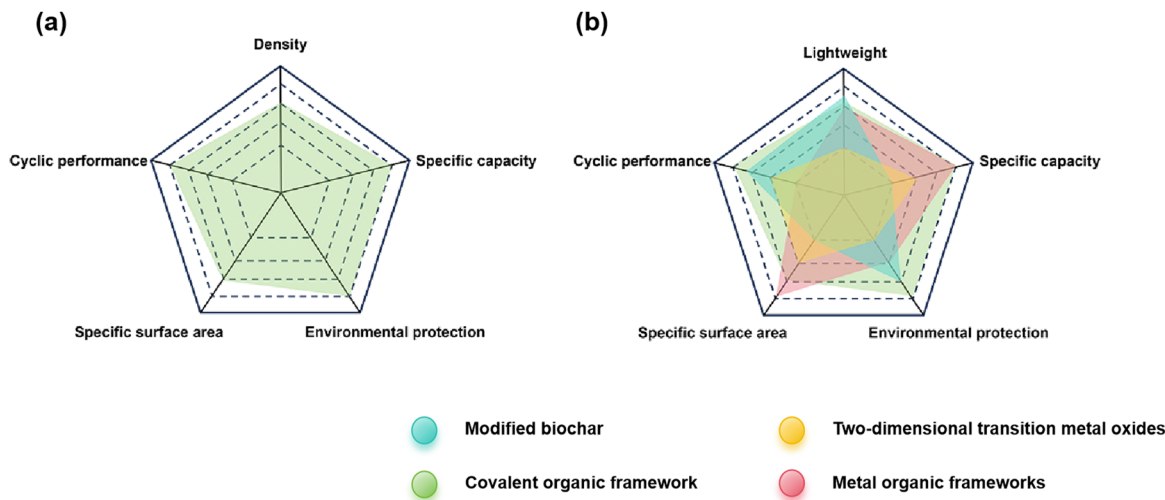 (a)
(b)
Density
Lightweight
Cyclic performance
Specific capacity
Cyclic performance
Specific capacity
Specific surface area
Environmental protection
Specific surface area
Environmental protection
Modified biochar
Two-dimensional transition metal oxides
Covalent organic framework
Metal organic frameworks